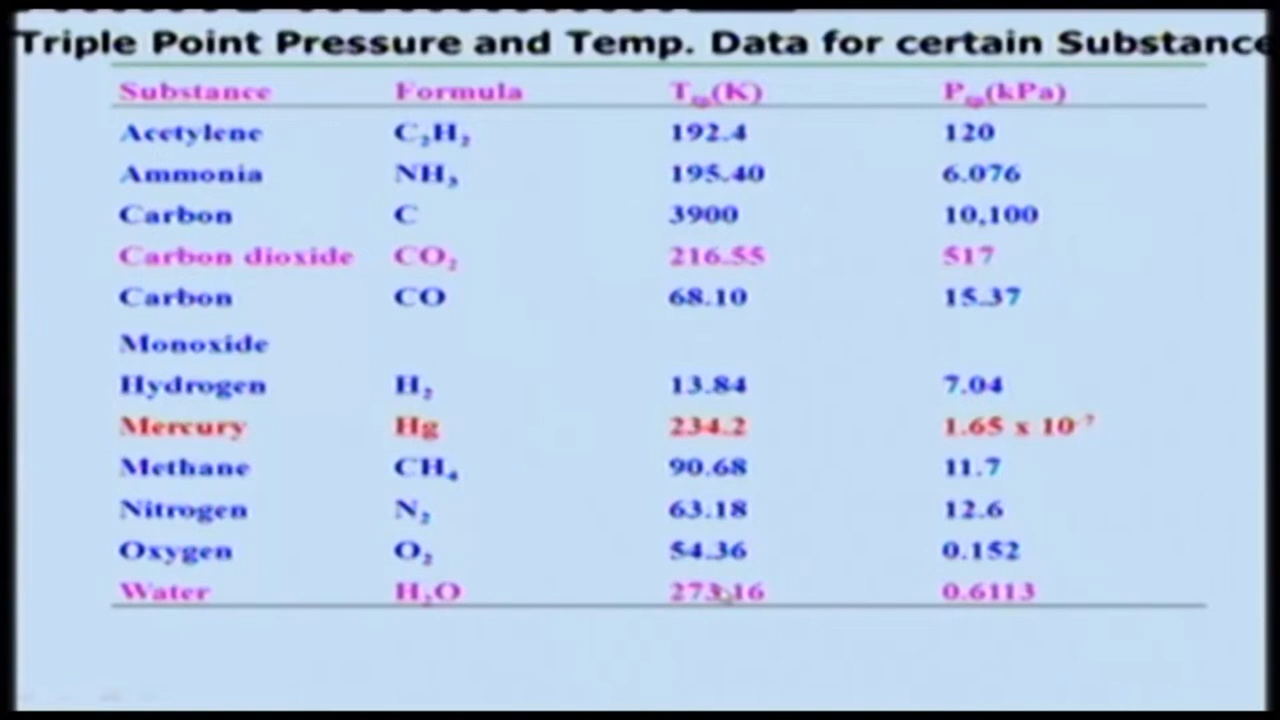 Triple Point Pressure and Temp. Data for certain Substance
Substance Formula Tₜₚ(K) Pₜₚ(kPa)
Acetylene C₂H₂ 192.4 120
Ammonia NH₃ 195.40 6.076
Carbon C 3900 10,100
Carbon dioxide CO₂ 216.55 517
Carbon CO 68.10 15.37
Monoxide
Hydrogen H₂ 13.84 7.04
Mercury Hg 234.2 1.65 x 10⁻⁷
Methane CH₄ 90.68 11.7
Nitrogen N₂ 63.18 12.6
Oxygen O₂ 54.36 0.152
Water H₂O 273.16 0.6113